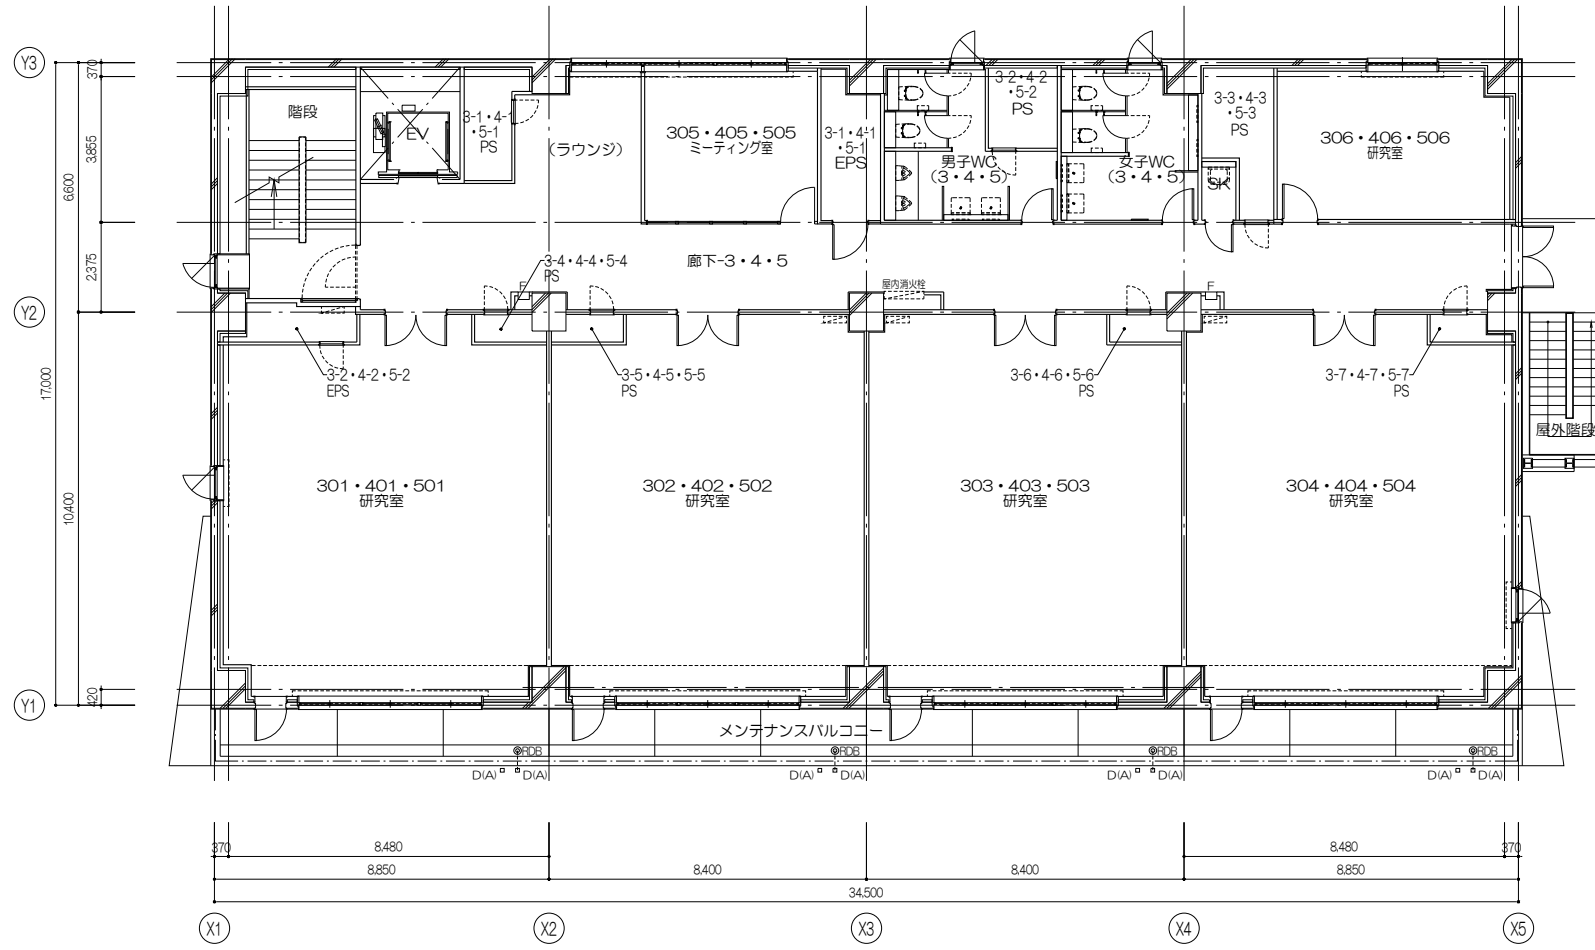 Y3
370
3,855
6,600
2,375
Y2
17,000
10,400
Y1
420
階段
EV
3-1・4-1
・5-1
PS
(ラウンジ)
305・405・505
ミーティング室
3-1・4-1
・5-1
EPS
男子WC
(3・4・5)
3-2・4-2
・5-2
PS
女子WC
(3・4・5)
3-3・4-3
・5-3
PS
SK
306・406・506
研究室
3-4・4-4・5-4
PS
廊下-3・4・5
屋内消火栓
F
F
3-2・4-2・5-2
EPS
3-5・4-5・5-5
PS
3-6・4-6・5-6
PS
3-7・4-7・5-7
PS
屋外階段
301・401・501
研究室
302・402・502
研究室
303・403・503
研究室
304・404・504
研究室
メンテナンスバルコニー
RDB
RDB
RDB
RDB
D(A) D(A)
D(A) D(A)
D(A) D(A)
D(A) D(A)
370
8,480
8,480
370
8,850
8,400
8,400
8,850
34,500
X1
X2
X3
X4
X5